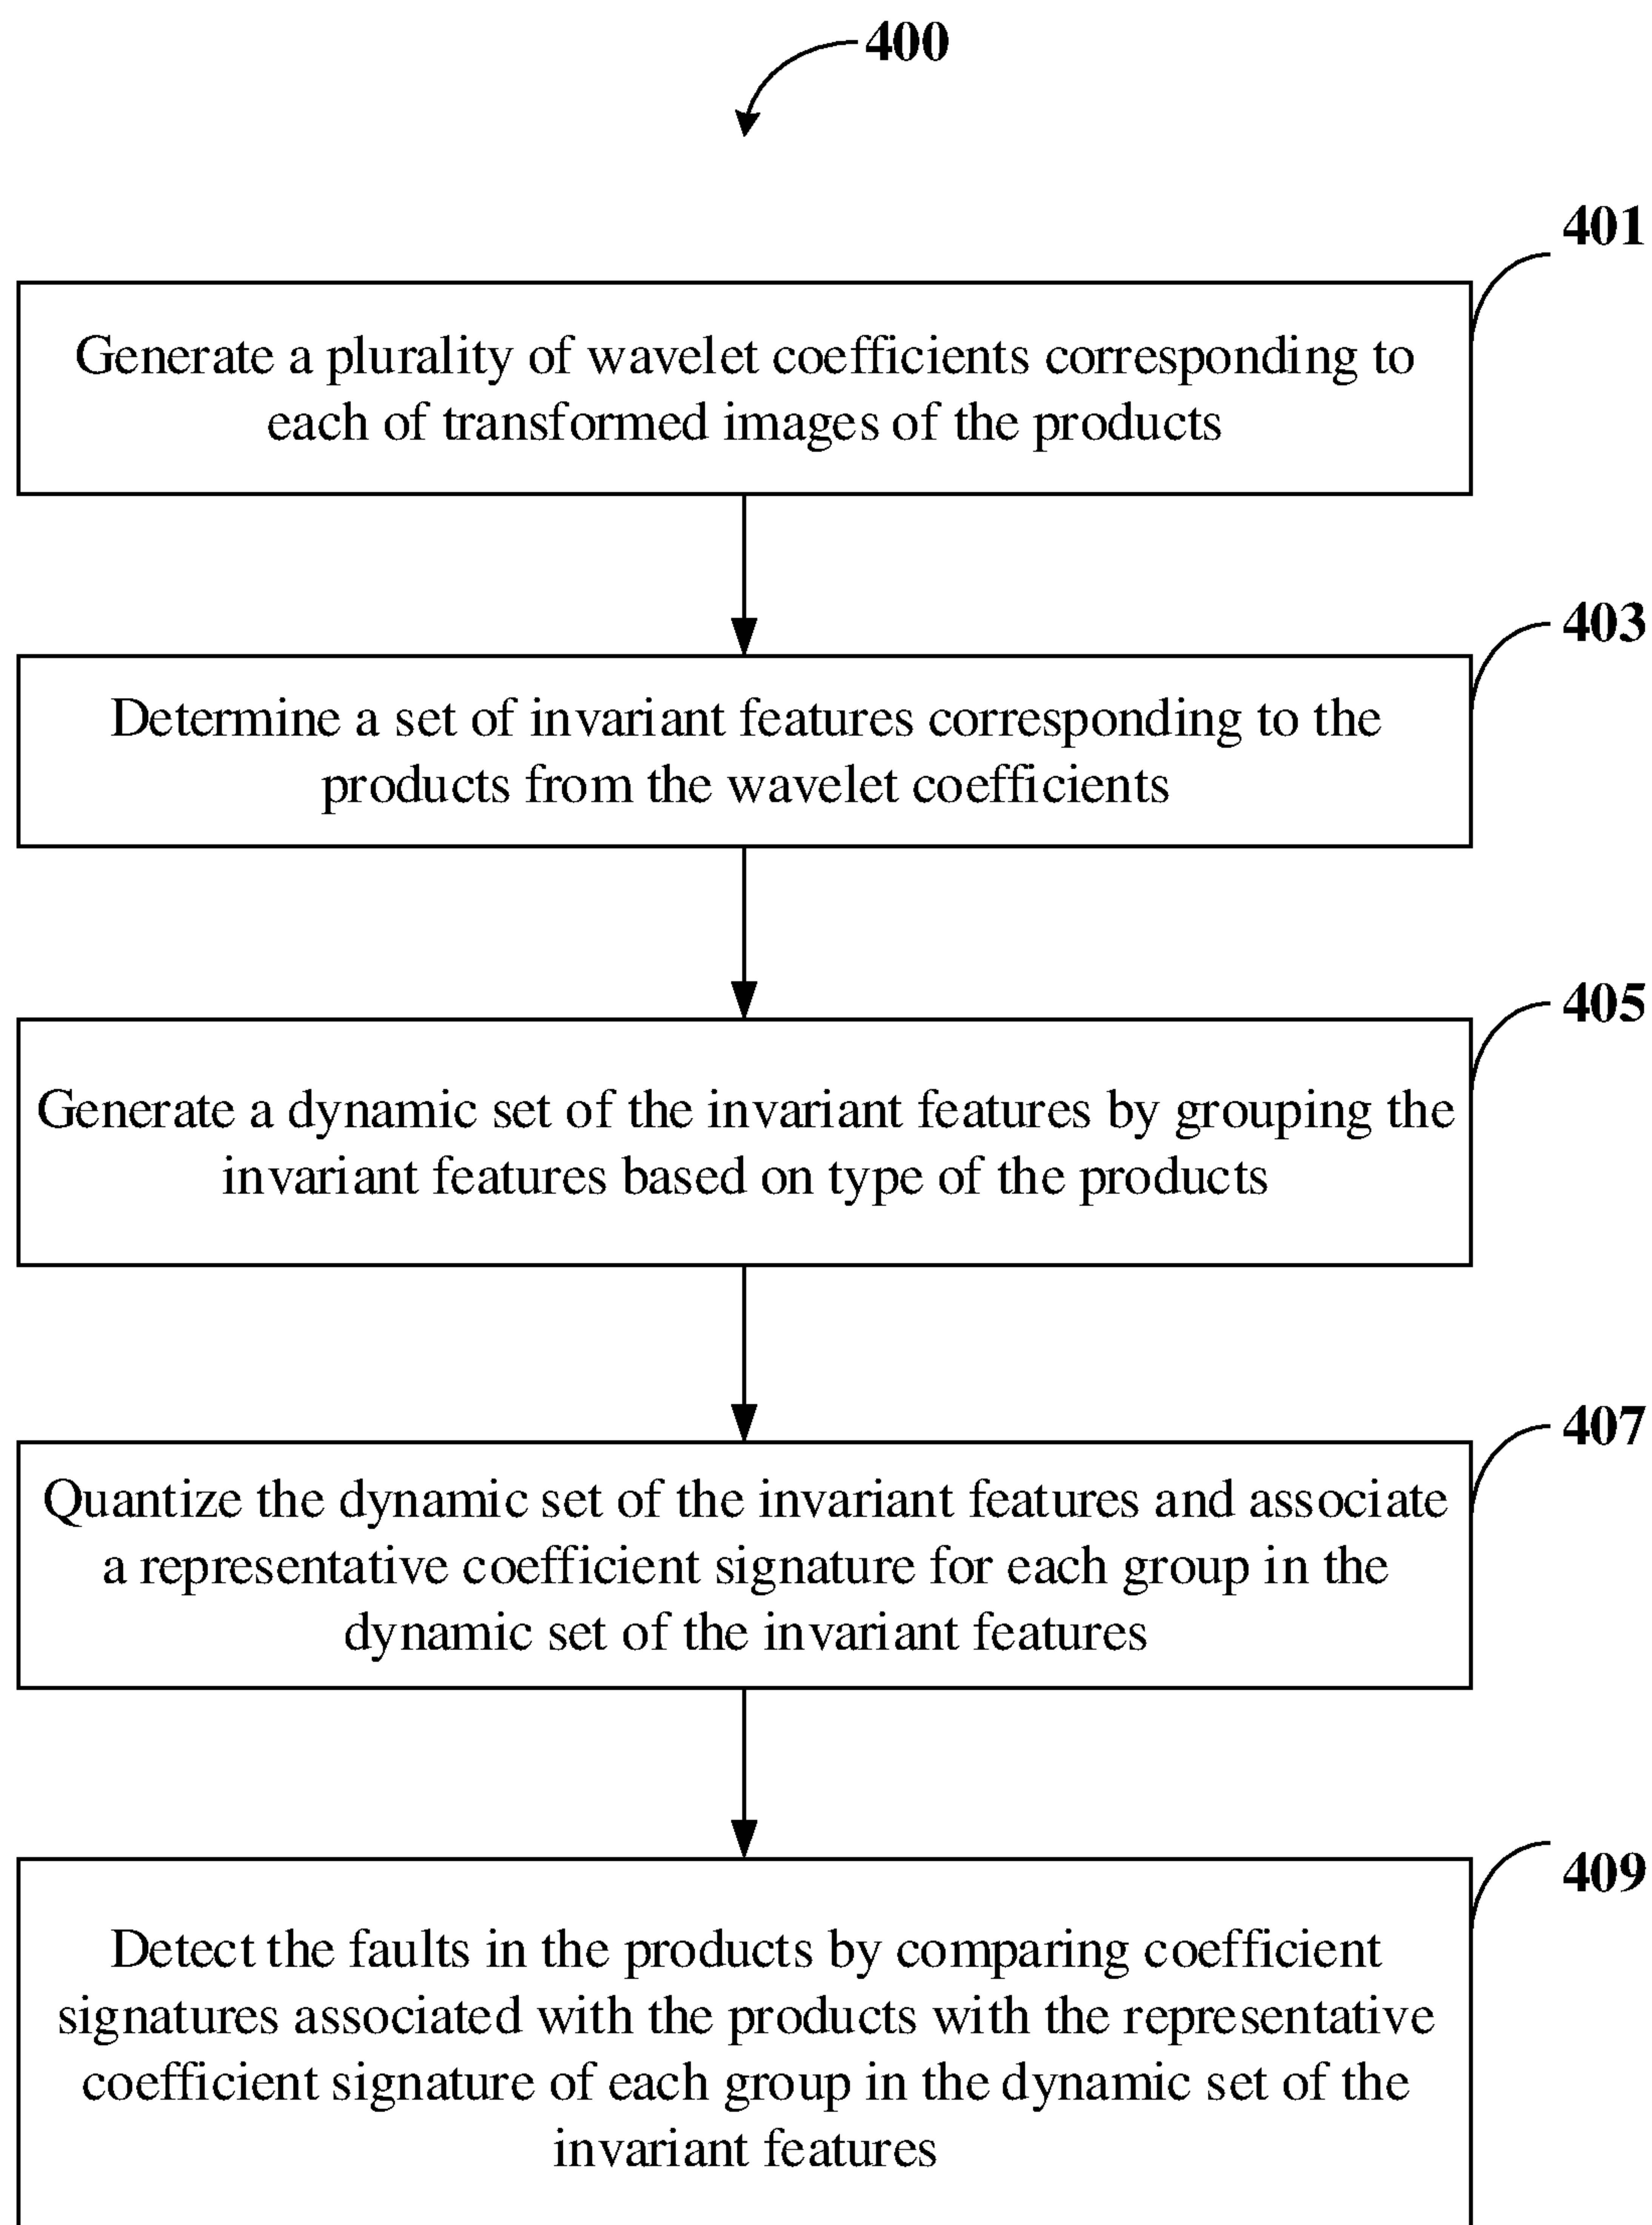 400
401
Generate a plurality of wavelet coefficients corresponding to
each of transformed images of the products
403
Determine a set of invariant features corresponding to the
products from the wavelet coefficients
405
Generate a dynamic set of the invariant features by grouping the
invariant features based on type of the products
407
Quantize the dynamic set of the invariant features and associate
a representative coefficient signature for each group in the
dynamic set of the invariant features
409
Detect the faults in the products by comparing coefficient
signatures associated with the products with the representative
coefficient signature of each group in the dynamic set of the
invariant features